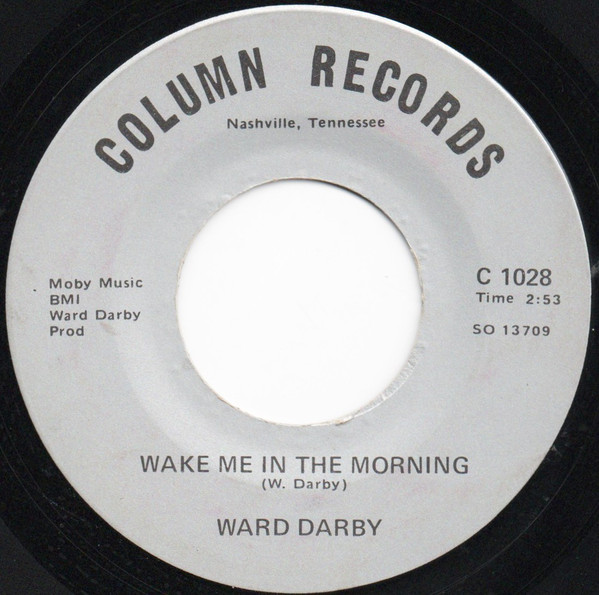 COLUMN RECORDS
Nashville, Tennessee
Moby Music
BMI
Ward Darby
Prod
C 1028
Time 2:53
SO 13709
WAKE ME IN THE MORNING
(W. Darby)
WARD DARBY